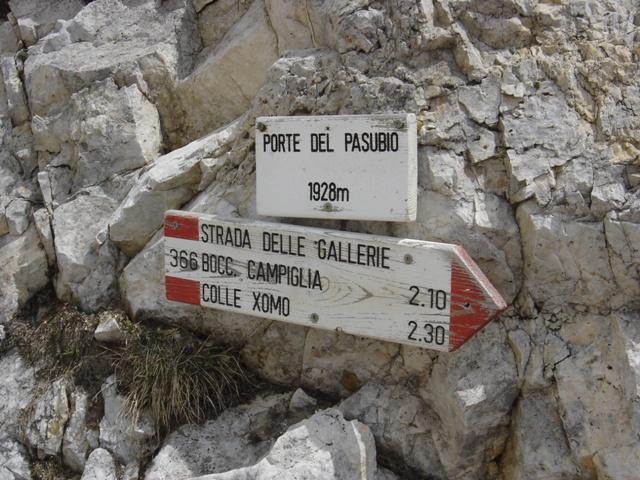 PORTE DEL PASUBIO
1928m
STRADA DELLE GALLERIE
366 BOCC. CAMPIGLIA 2.10
COLLE XOMO 2.30